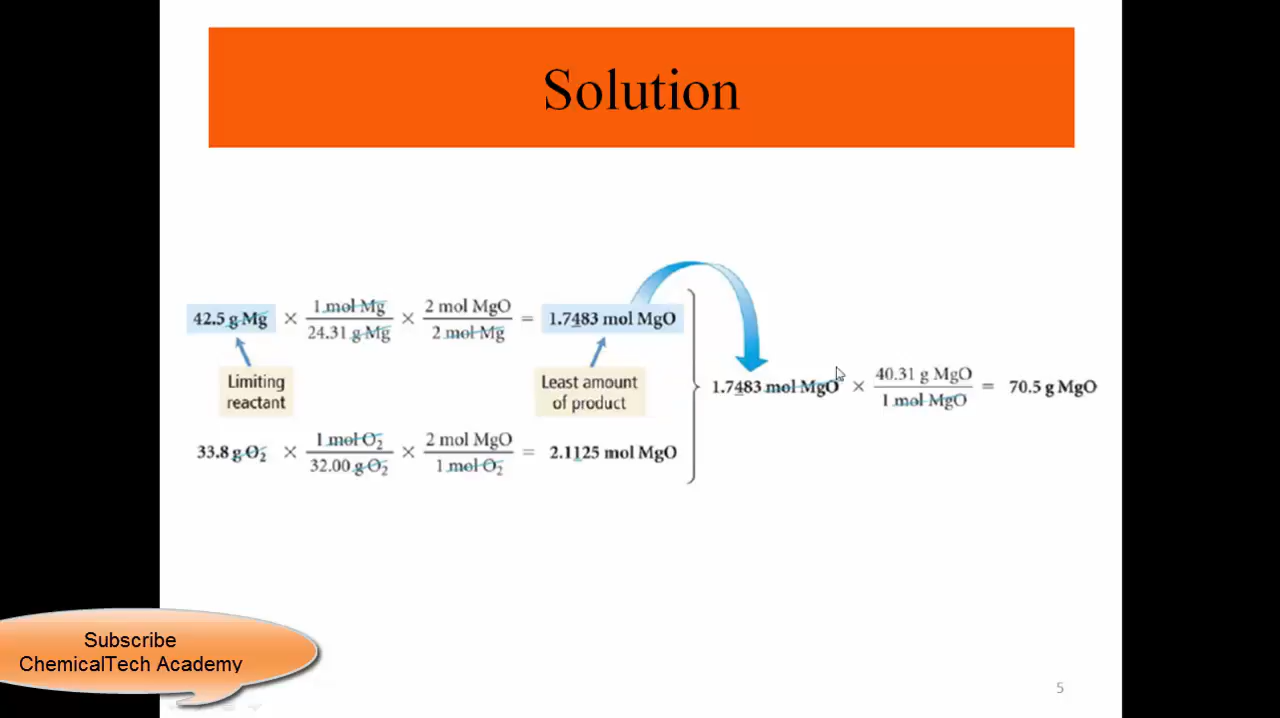 Solution
42.5 g Mg × 1 mol Mg / 24.31 g Mg × 2 mol MgO / 2 mol Mg = 1.7483 mol MgO
Limiting
reactant
Least amount
of product
1.7483 mol MgO × 40.31 g MgO / 1 mol MgO = 70.5 g MgO
33.8 g O₂ × 1 mol O₂ / 32.00 g O₂ × 2 mol MgO / 1 mol O₂ = 2.1125 mol MgO
Subscribe
ChemicalTech Academy
5